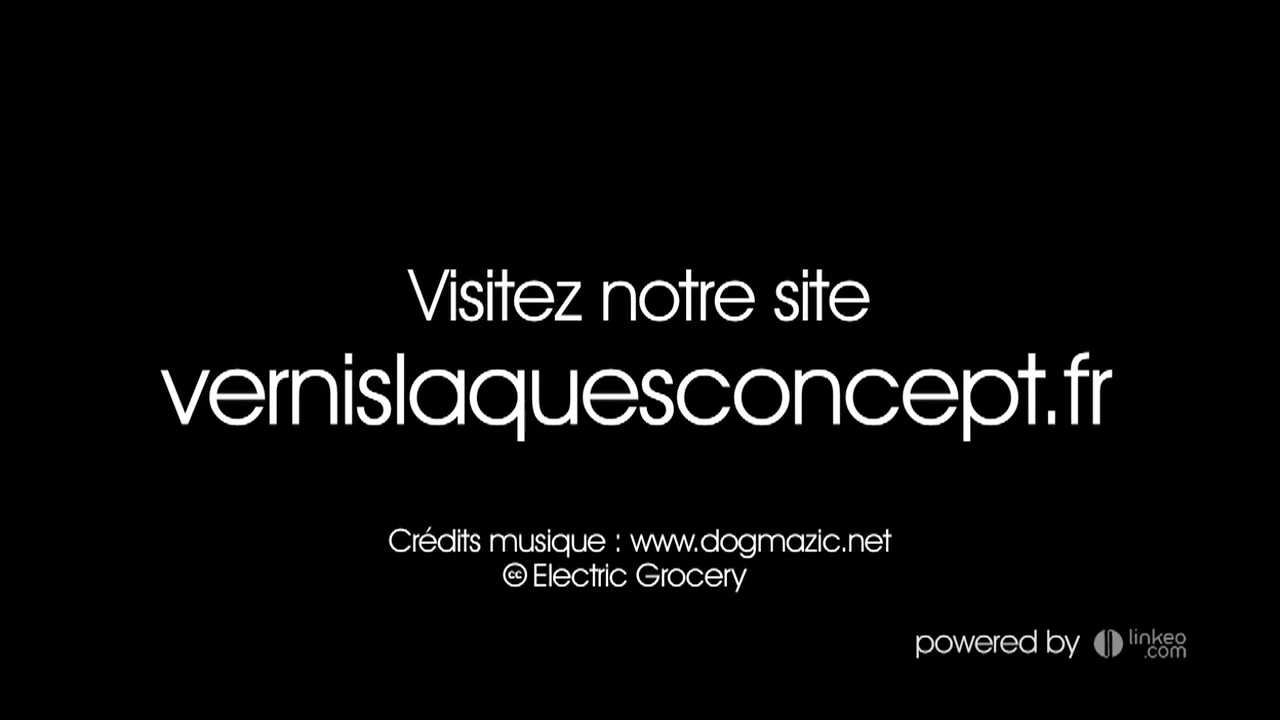 Visitez notre site
vernislaquesconcept.fr
Crédits musique : www.dogmazic.net
🅭 Electric Grocery
powered by linkeo
.com